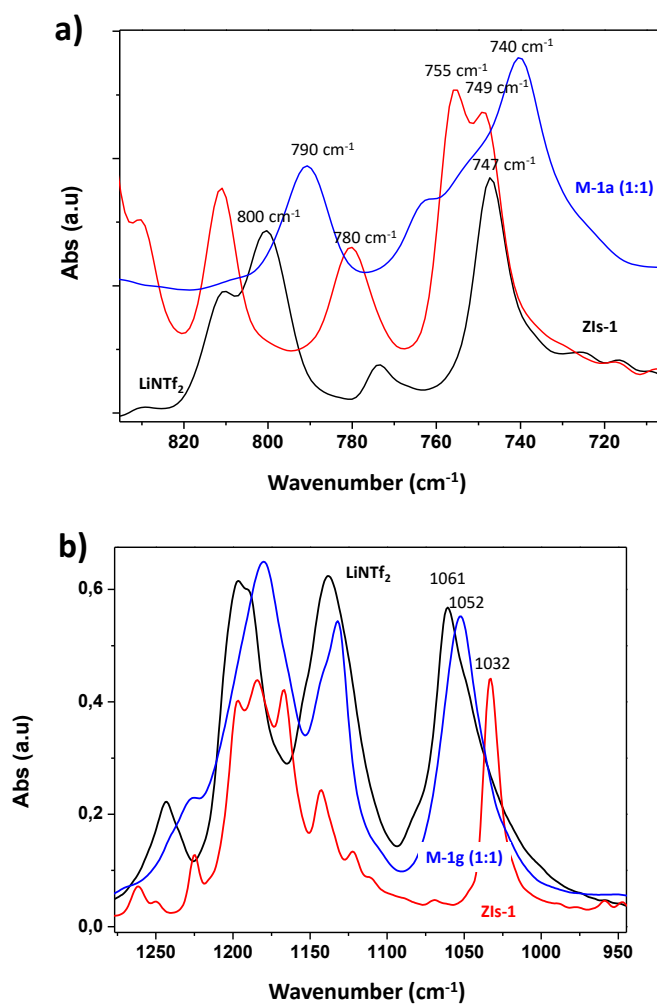 a)
740 cm⁻¹
755 cm⁻¹
749 cm⁻¹
790 cm⁻¹
747 cm⁻¹
M-1a (1:1)
800 cm⁻¹
780 cm⁻¹
Abs (a.u)
ZIs-1
LiNTf₂
820 800 780 760 740 720
Wavenumber (cm⁻¹)
b)
LiNTf₂
0,6
1061
1052
1032
0,4
Abs (a.u)
0,2
M-1g (1:1)
ZIs-1
0,0
1250 1200 1150 1100 1050 1000 950
Wavenumber (cm⁻¹)